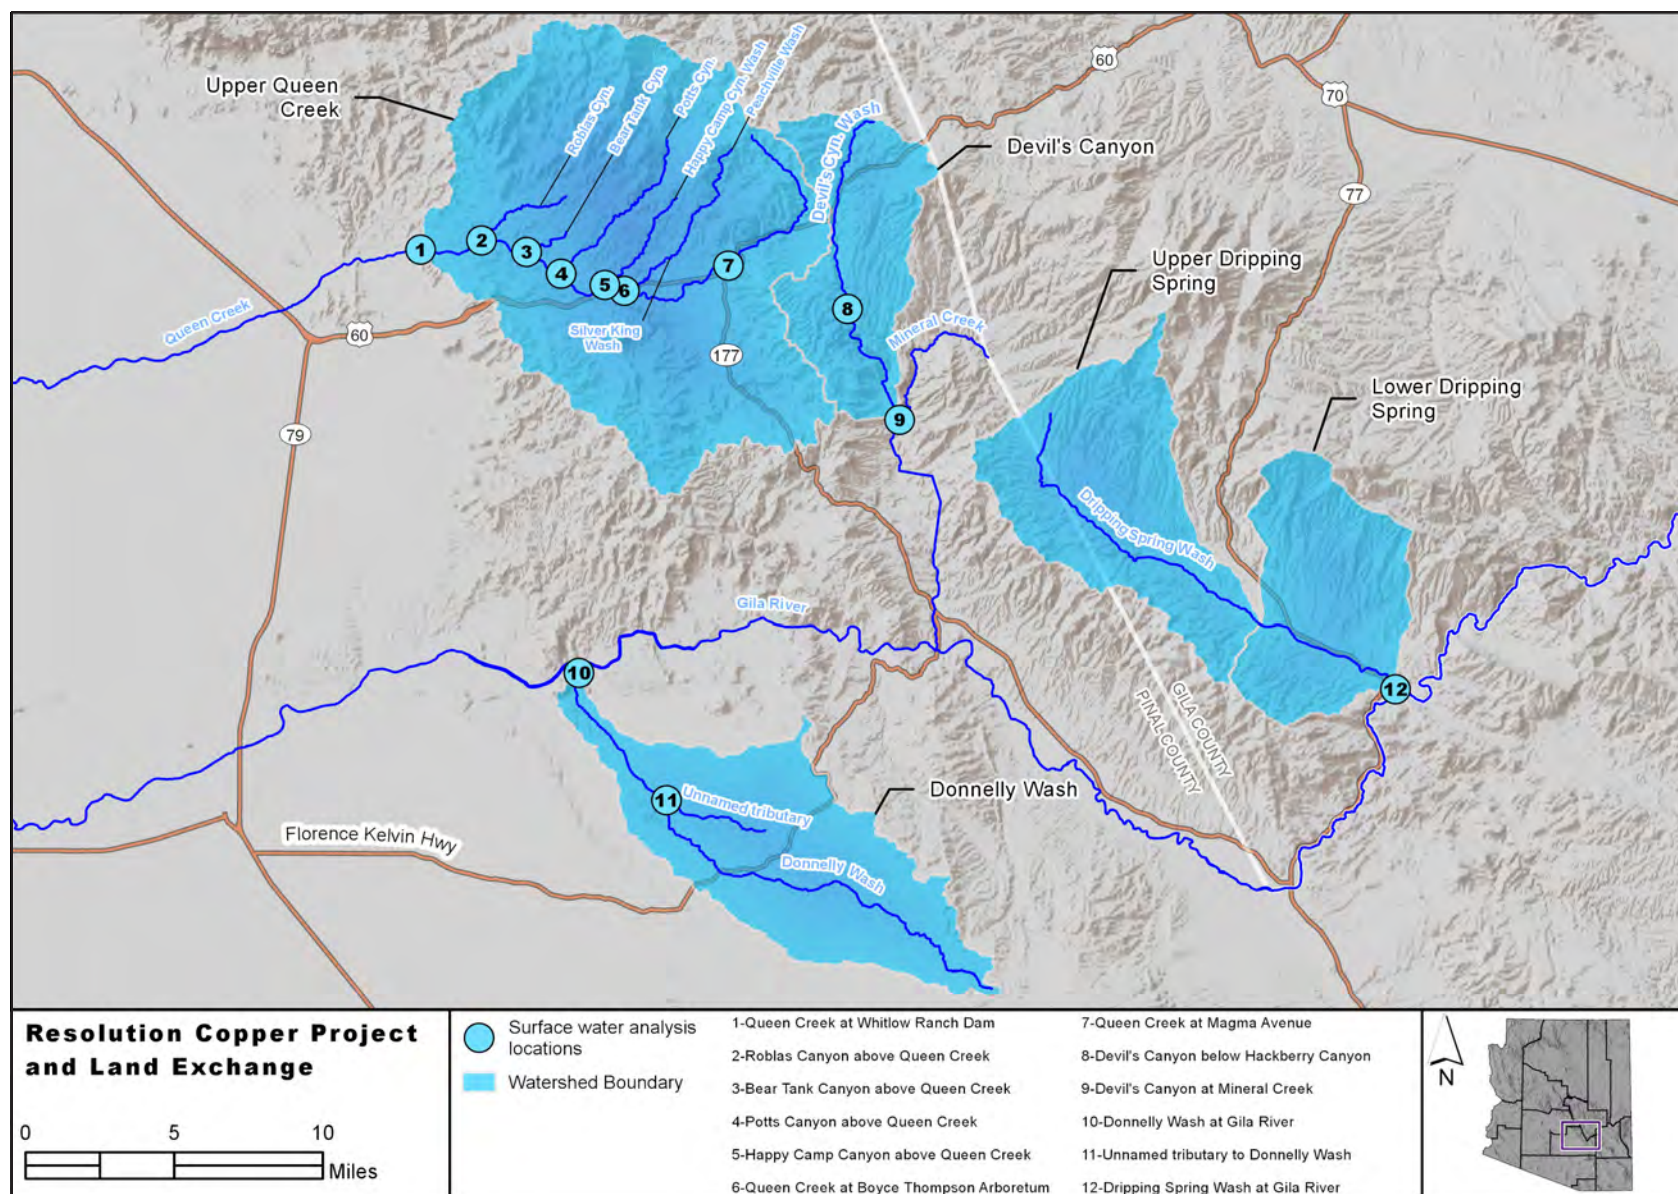 Upper Queen
Creek
Roblas Cyn.
Bear Tank Cyn.
Potts Cyn.
Happy Camp Cyn. Wash
Peachville Wash
Devil's Cyn. Wash
60
70
Devil's Canyon
77
1
2
3
4
5
6
7
8
9
Queen Creek
60
Silver King
Wash
177
Mineral Creek
Upper Dripping
Spring
Lower Dripping
Spring
79
Dripping Spring Wash
Gila River
10
12
GILA COUNTY
PINAL COUNTY
11
Unnamed tributary
Donnelly Wash
Donnelly Wash
Florence Kelvin Hwy
Resolution Copper Project
and Land Exchange
0 5 10
Miles
Surface water analysis
locations
Watershed Boundary
1-Queen Creek at Whitlow Ranch Dam
2-Roblas Canyon above Queen Creek
3-Bear Tank Canyon above Queen Creek
4-Potts Canyon above Queen Creek
5-Happy Camp Canyon above Queen Creek
6-Queen Creek at Boyce Thompson Arboretum
7-Queen Creek at Magma Avenue
8-Devil's Canyon below Hackberry Canyon
9-Devil's Canyon at Mineral Creek
10-Donnelly Wash at Gila River
11-Unnamed tributary to Donnelly Wash
12-Dripping Spring Wash at Gila River
N